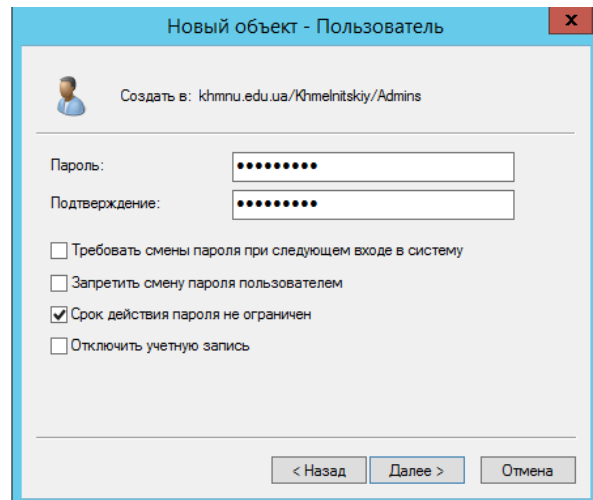 Новый объект - Пользователь
x
Создать в: khmnu.edu.ua/Khmelnitskiy/Admins
Пароль: •••••••••
Подтверждение: •••••••••
Требовать смены пароля при следующем входе в систему
Запретить смену пароля пользователем
Срок действия пароля не ограничен
Отключить учетную запись
< Назад Далее > Отмена